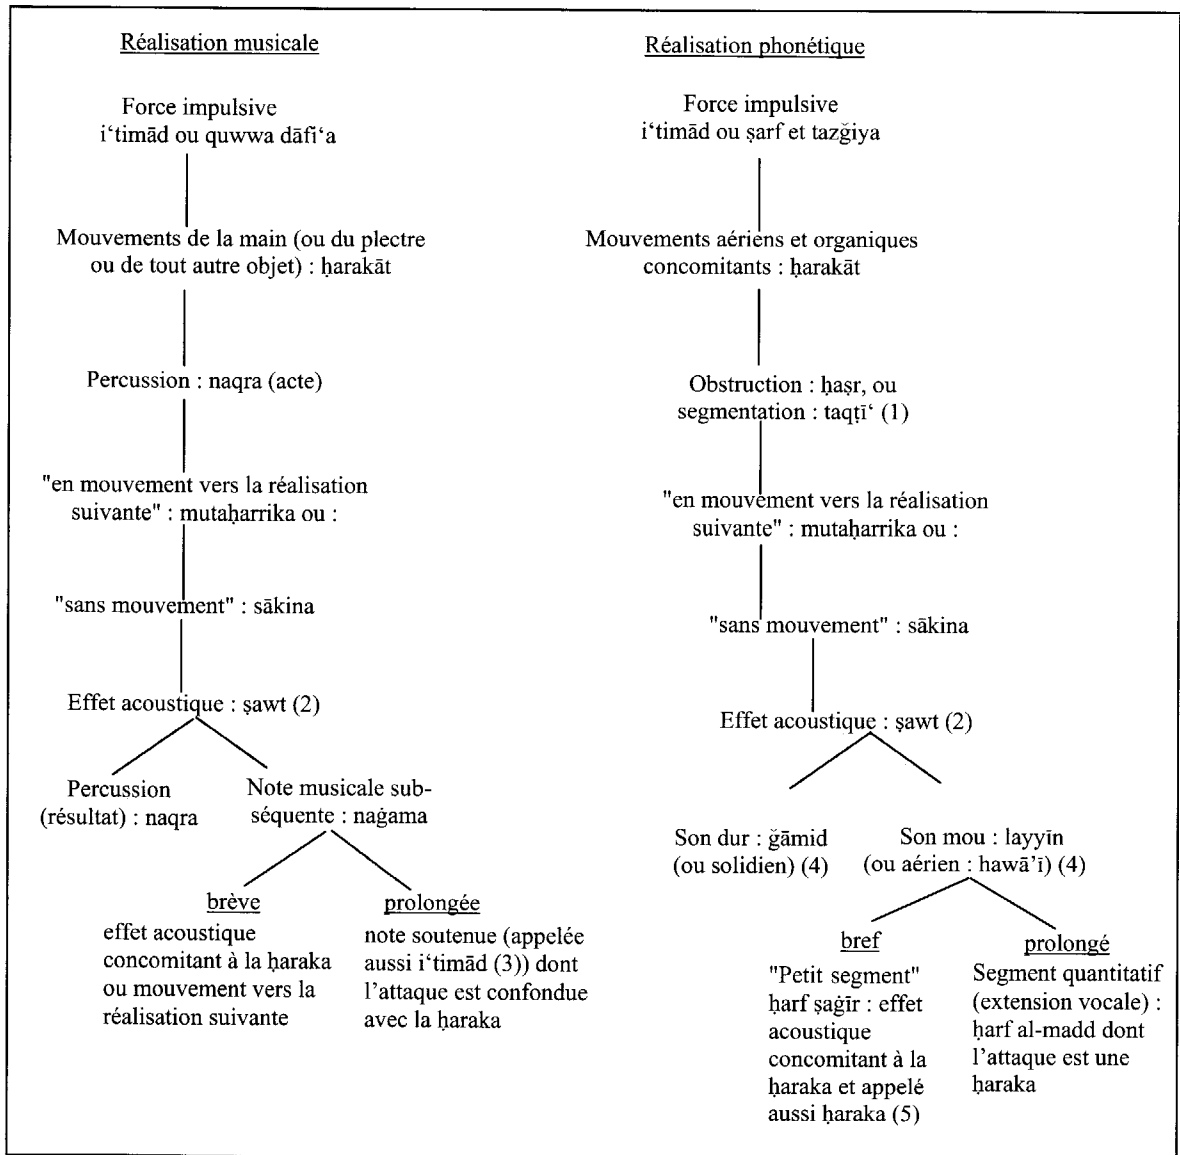 Réalisation musicale
Force impulsive
i‘timād ou quwwa dāfi‘a
Mouvements de la main (ou du plectre
ou de tout autre objet) : ḥarakāt
Percussion : naqra (acte)
"en mouvement vers la réalisation
suivante" : mutaḥarrika ou :
"sans mouvement" : sākina
Effet acoustique : ṣawt (2)
Percussion
(résultat) : naqra
Note musicale sub-
séquente : naġama
brève
effet acoustique
concomitant à la ḥaraka
ou mouvement vers la
réalisation suivante
prolongée
note soutenue (appelée
aussi i‘timād (3)) dont
l'attaque est confondue
avec la ḥaraka
Réalisation phonétique
Force impulsive
i‘timād ou ṣarf et tazǧiya
Mouvements aériens et organiques
concomitants : ḥarakāt
Obstruction : ḥaṣr, ou
segmentation : taqṭī‘ (1)
"en mouvement vers la réalisation
suivante" : mutaḥarrika ou :
"sans mouvement" : sākina
Effet acoustique : ṣawt (2)
Son dur : ǧāmid
(ou solidien) (4)
Son mou : layyīn
(ou aérien : hawā’ī) (4)
bref
"Petit segment"
ḥarf ṣaġīr : effet
acoustique
concomitant à la
ḥaraka et appelé
aussi ḥaraka (5)
prolongé
Segment quantitatif
(extension vocale) :
ḥarf al-madd dont
l'attaque est une
ḥaraka